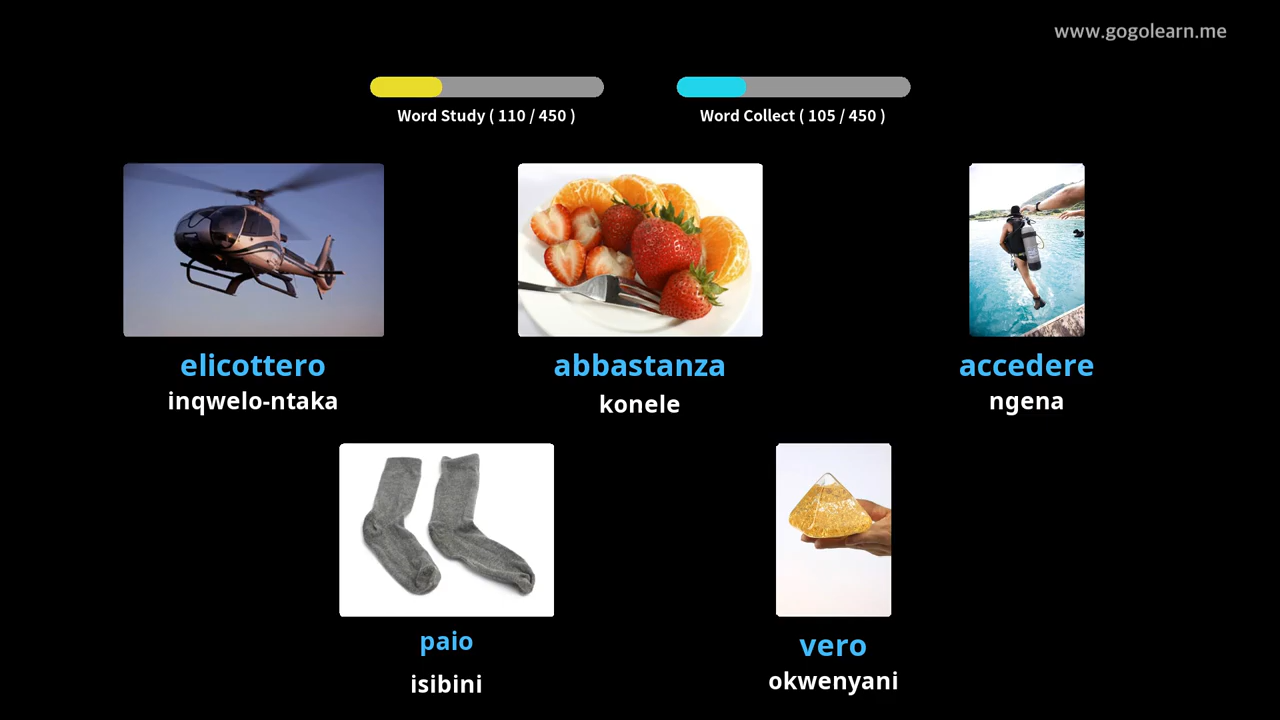 www.gogolearn.me
Word Study ( 110 / 450 )
Word Collect ( 105 / 450 )
elicottero
inqwelo-ntaka
abbastanza
konele
accedere
ngena
paio
isibini
vero
okwenyani